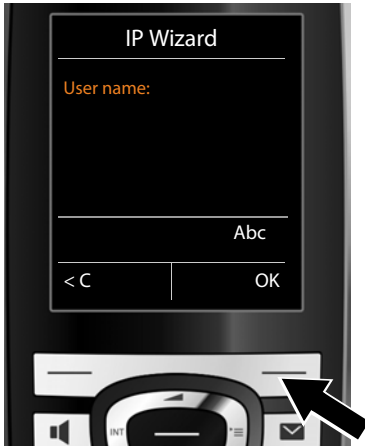 IP Wizard
User name:
Abc
< C OK
INT